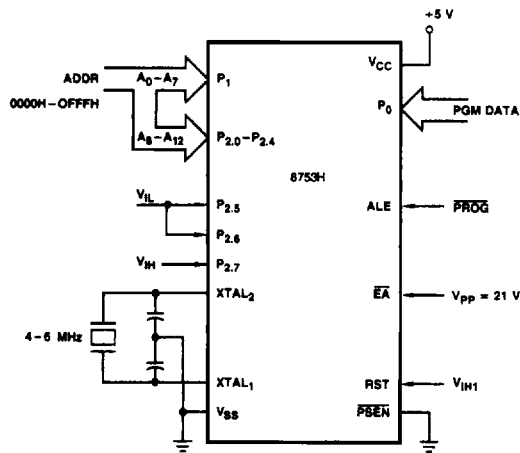 +5 V
VCC
ADDR
0000H-OFFFH
A0-A7
P1
P0
PGM DATA
A8-A12
P2.0-P2.4
8753H
VIL
P2.5
ALE
PROG
P2.6
VIH
P2.7
XTAL2
EA
VPP = 21 V
4-6 MHz
XTAL1
RST
VIH1
VSS
PSEN